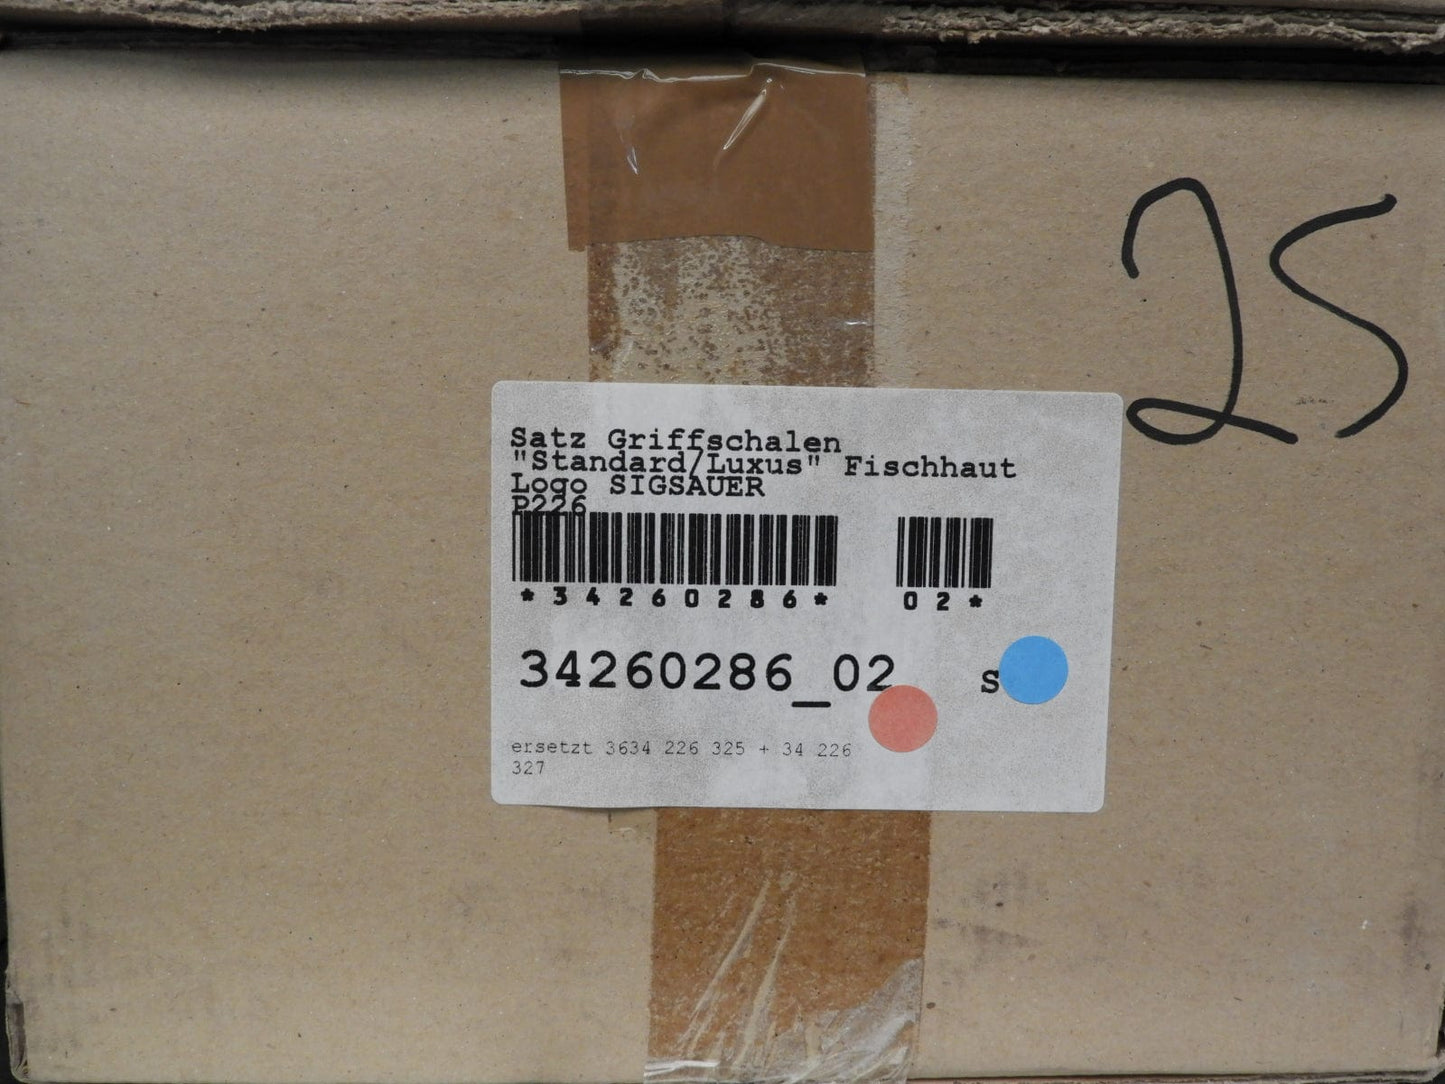 25
Satz Griffschalen
"Standard/Luxus" Fischhaut
Logo SIGSAUER
P226
*34260286* 02*
34260286_02 S
ersetzt 3634 226 325 + 34 226
327